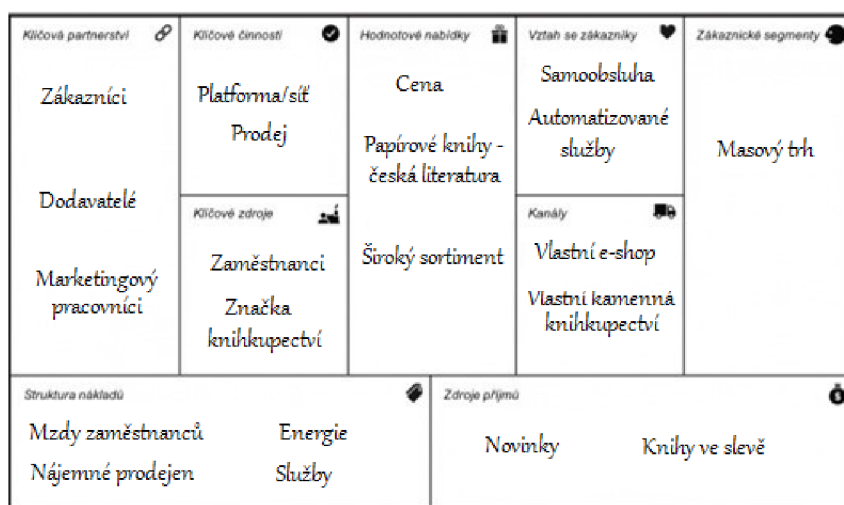 Klíčová partnerství
Zákazníci
Dodavatelé
Marketingový
pracovníci
Klíčové činnosti
Platforma/síť
Prodej
Klíčové zdroje
Zaměstnanci
Značka
knihkupectví
Hodnotové nabídky
Cena
Papírové knihy -
česká literatura
Široký sortiment
Vztah se zákazníky
Samoobsluha
Automatizované
služby
Kanály
Vlastní e-shop
Vlastní kamenná
knihkupectví
Zákaznické segmenty
Masový trh
Struktura nákladů
Mzdy zaměstnanců
Energie
Nájemné prodejen
Služby
Zdroje příjmů
Novinky
Knihy ve slevě